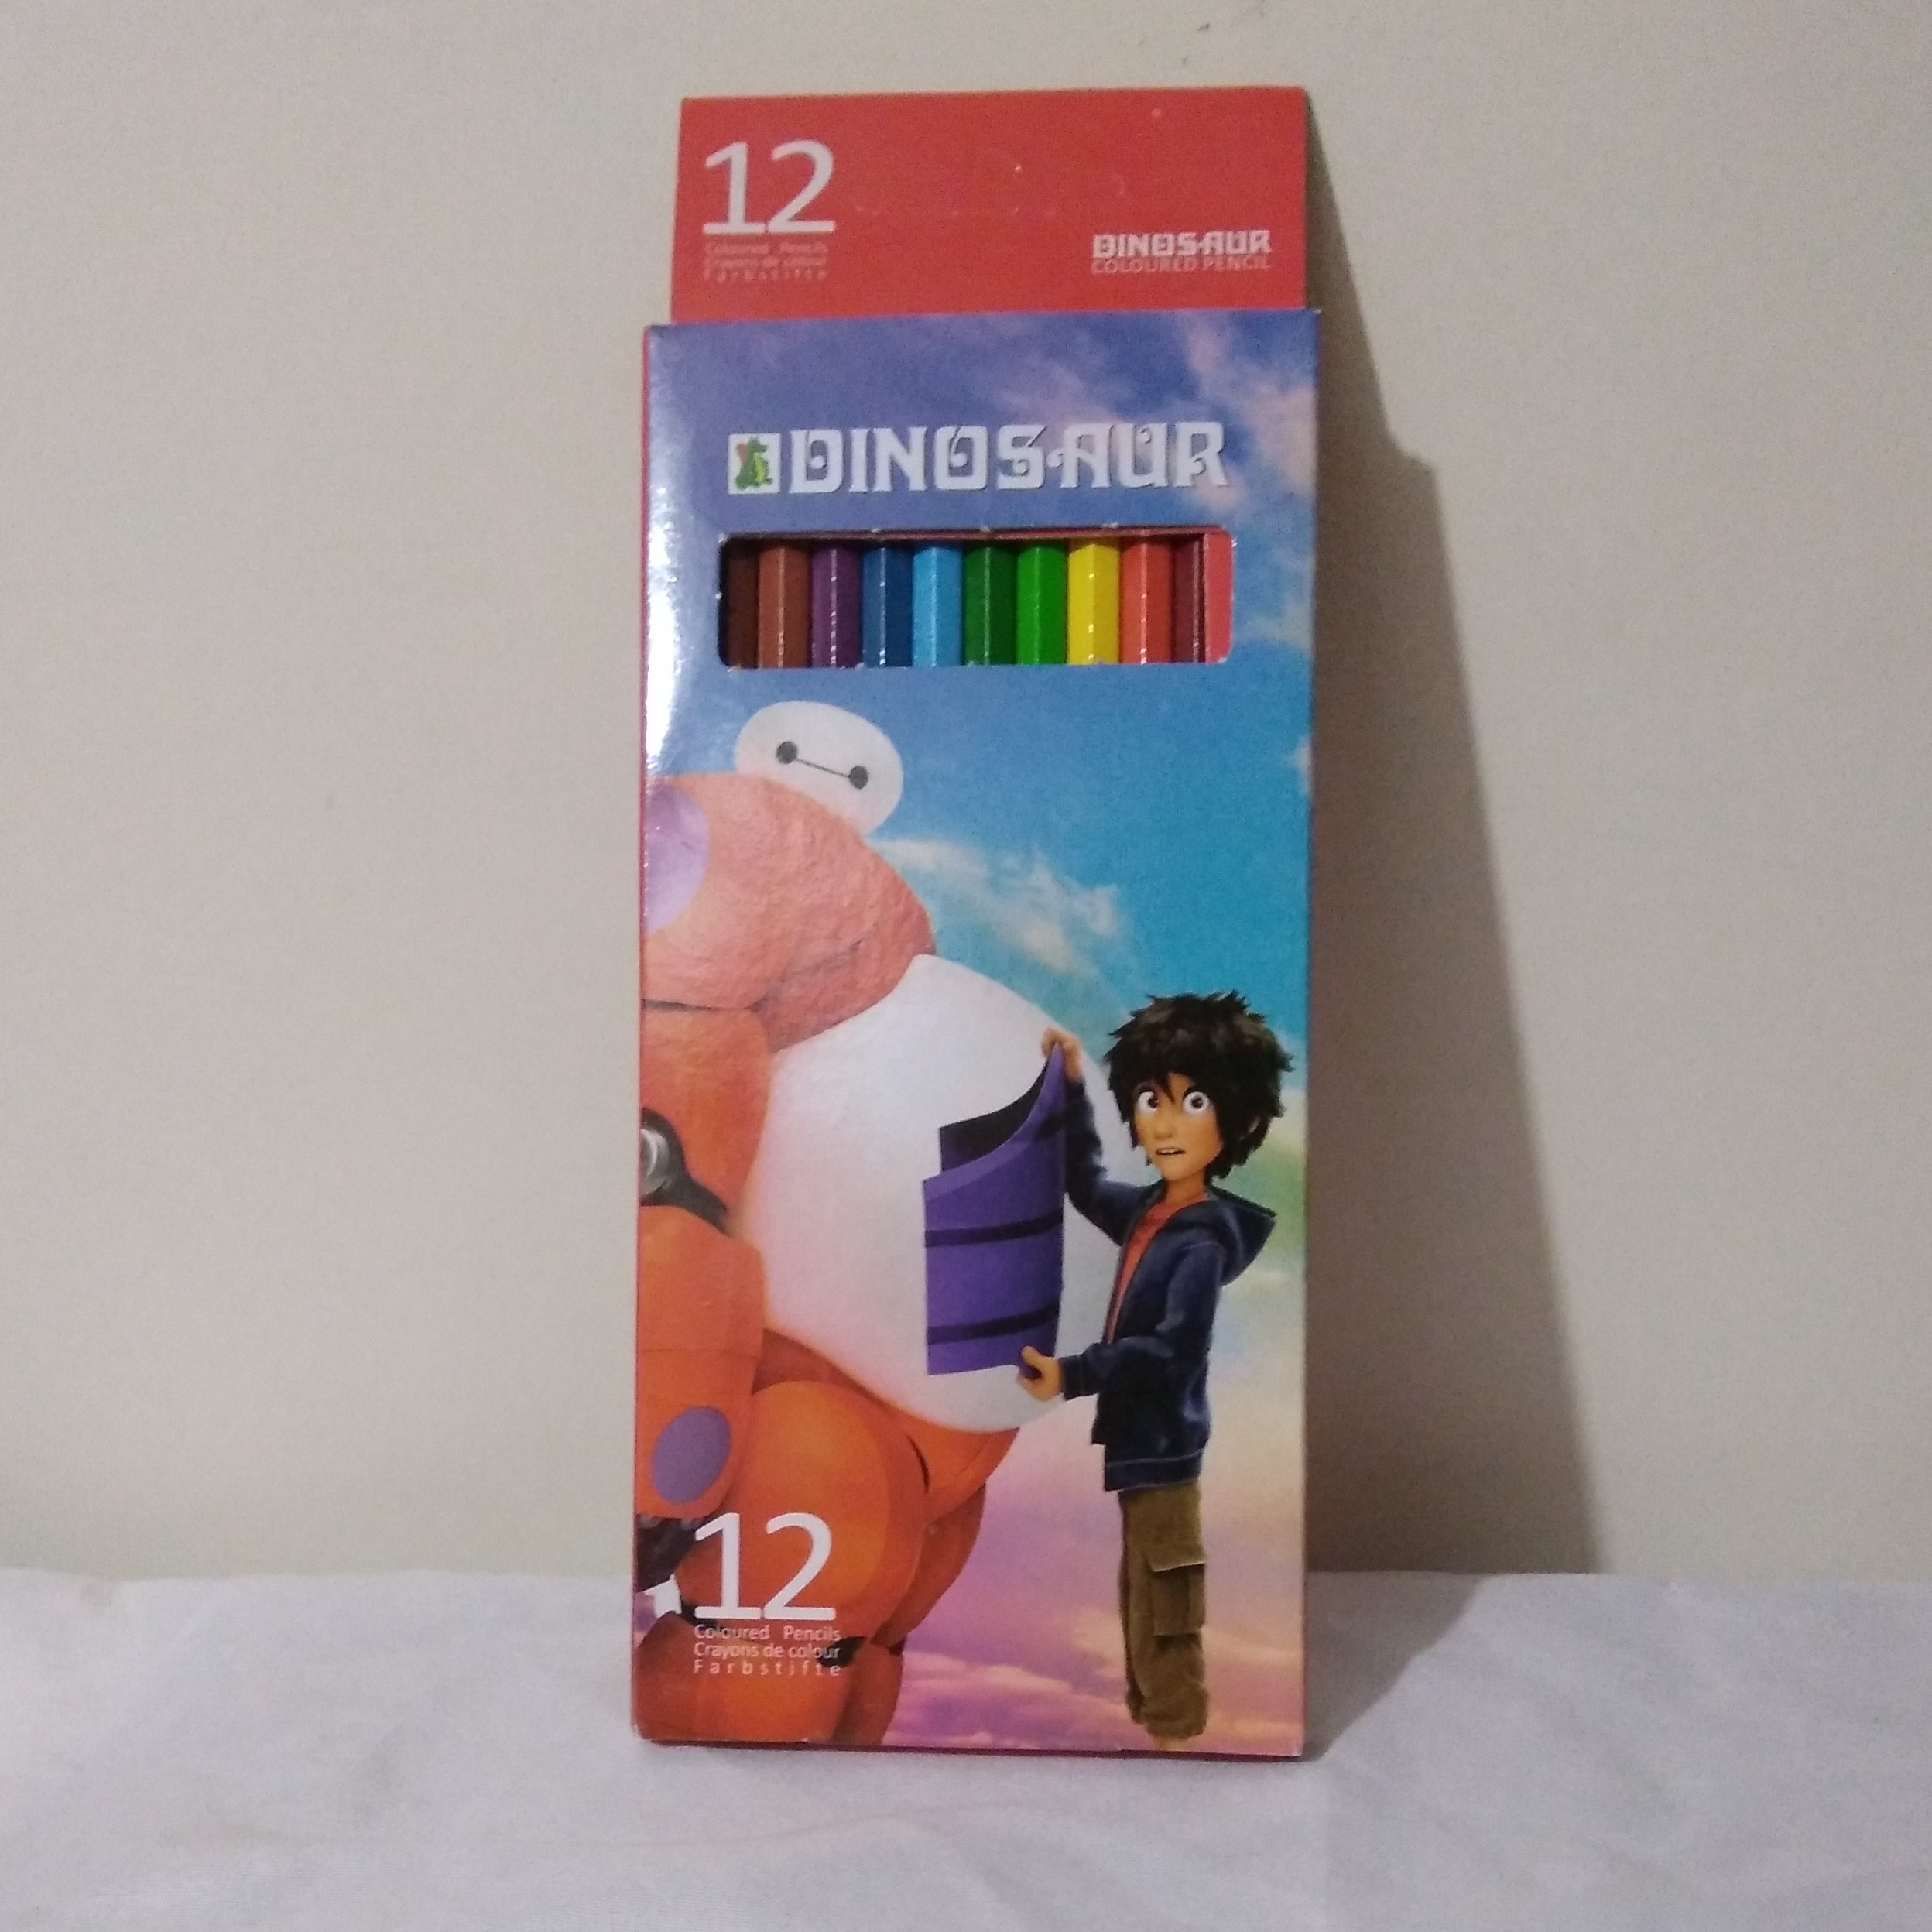 12
Coloured Pencils
Crayons de colour
Farbstifte
DINOSAUR
COLOURED PENCIL
DINOSAUR
12
Coloured Pencils
Crayons de colour
Farbstifte